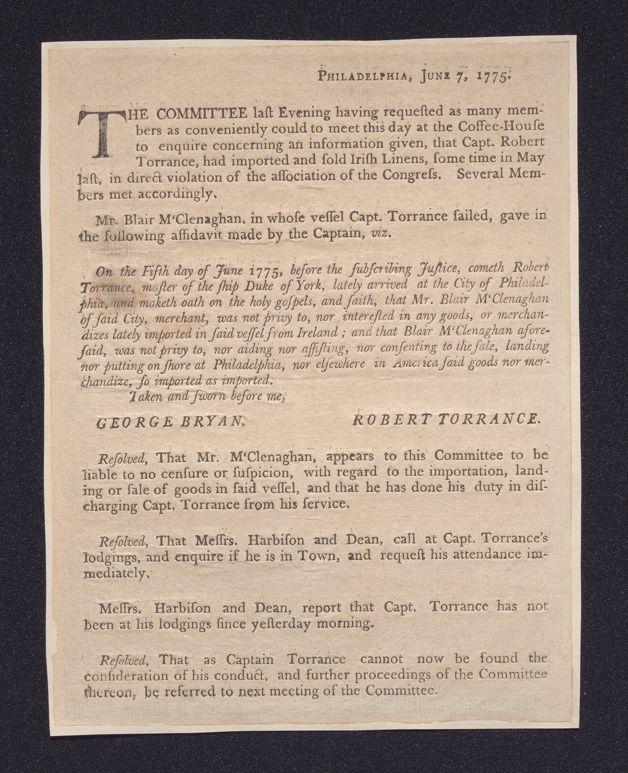 PHILADELPHIA, JUNE 7, 1775.
THE COMMITTEE laſt Evening having requeſted as many mem-
bers as conveniently could to meet this day at the Coffee-Houſe
to enquire concerning an information given, that Capt. Robert
Torrance, had imported and ſold Iriſh Linens, ſome time in May
laſt, in direct violation of the aſſociation of the Congreſs. Several Mem-
bers met accordingly.
Mr. Blair M‘Clenaghan, in whoſe veſſel Capt. Torrance ſailed, gave in
the following affidavit made by the Captain, viz.
On the Fifth day of June 1775, before the ſubſcribing Juſtice, cometh Robert
Torrance, maſter of the ſhip Duke of York, lately arrived at the City of Philadel-
phia, and maketh oath on the holy goſpels, and ſaith, that Mr. Blair M‘Clenaghan
of ſaid City, merchant, was not privy to, nor intereſted in any goods, or merchan-
dizes lately imported in ſaid veſſel from Ireland ; and that Blair M‘Clenaghan afore-
ſaid, was not privy to, nor aiding nor aſſiſting, nor conſenting to the ſale, landing
nor putting on ſhore at Philadelphia, nor elſewhere in America ſaid goods nor mer-
chandize, ſo imported as imported.
Taken and ſworn before me,
GEORGE BRYAN. ROBERT TORRANCE.
Reſolved, That Mr. M‘Clenaghan, appears to this Committee to be
liable to no cenſure or ſuſpicion, with regard to the importation, land-
ing or ſale of goods in ſaid veſſel, and that he has done his duty in diſ-
charging Capt. Torrance from his ſervice.
Reſolved, That Meſſrs. Harbiſon and Dean, call at Capt. Torrance's
lodgings, and enquire if he is in Town, and requeſt his attendance im-
mediately.
Meſſrs. Harbiſon and Dean, report that Capt. Torrance has not
been at his lodgings ſince yeſterday morning.
Reſolved, That as Captain Torrance cannot now be found the
conſideration of his conduct, and further proceedings of the Committee
thereon, be referred to next meeting of the Committee.